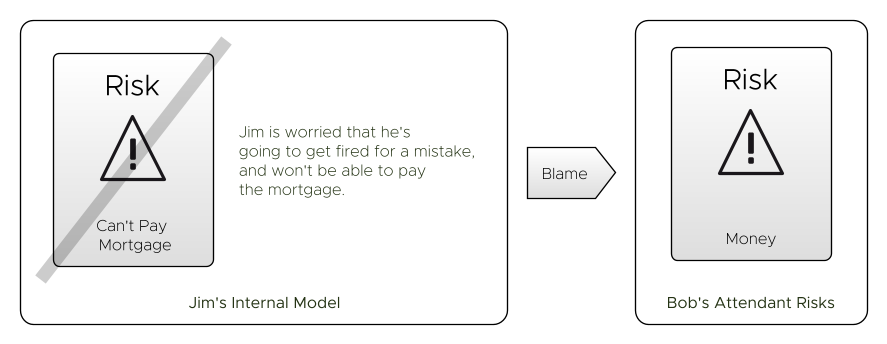 Risk
Can't Pay
Mortgage
Jim is worried that he's
going to get fired for a mistake,
and won't be able to pay
the mortgage.
Jim's Internal Model
Blame
Risk
Money
Bob's Attendant Risks